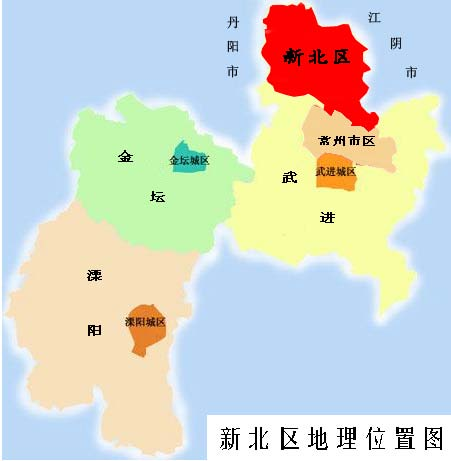 丹阳市
江阴市
新北区
常州市区
金坛城区
金坛
武进城区
武进
溧阳
溧阳城区
新北区地理位置图